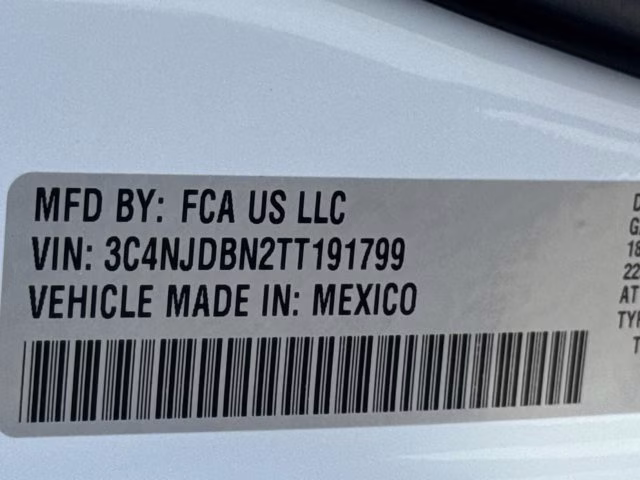 MFD BY: FCA US LLC
VIN: 3C4NJDBN2TT191799
VEHICLE MADE IN: MEXICO